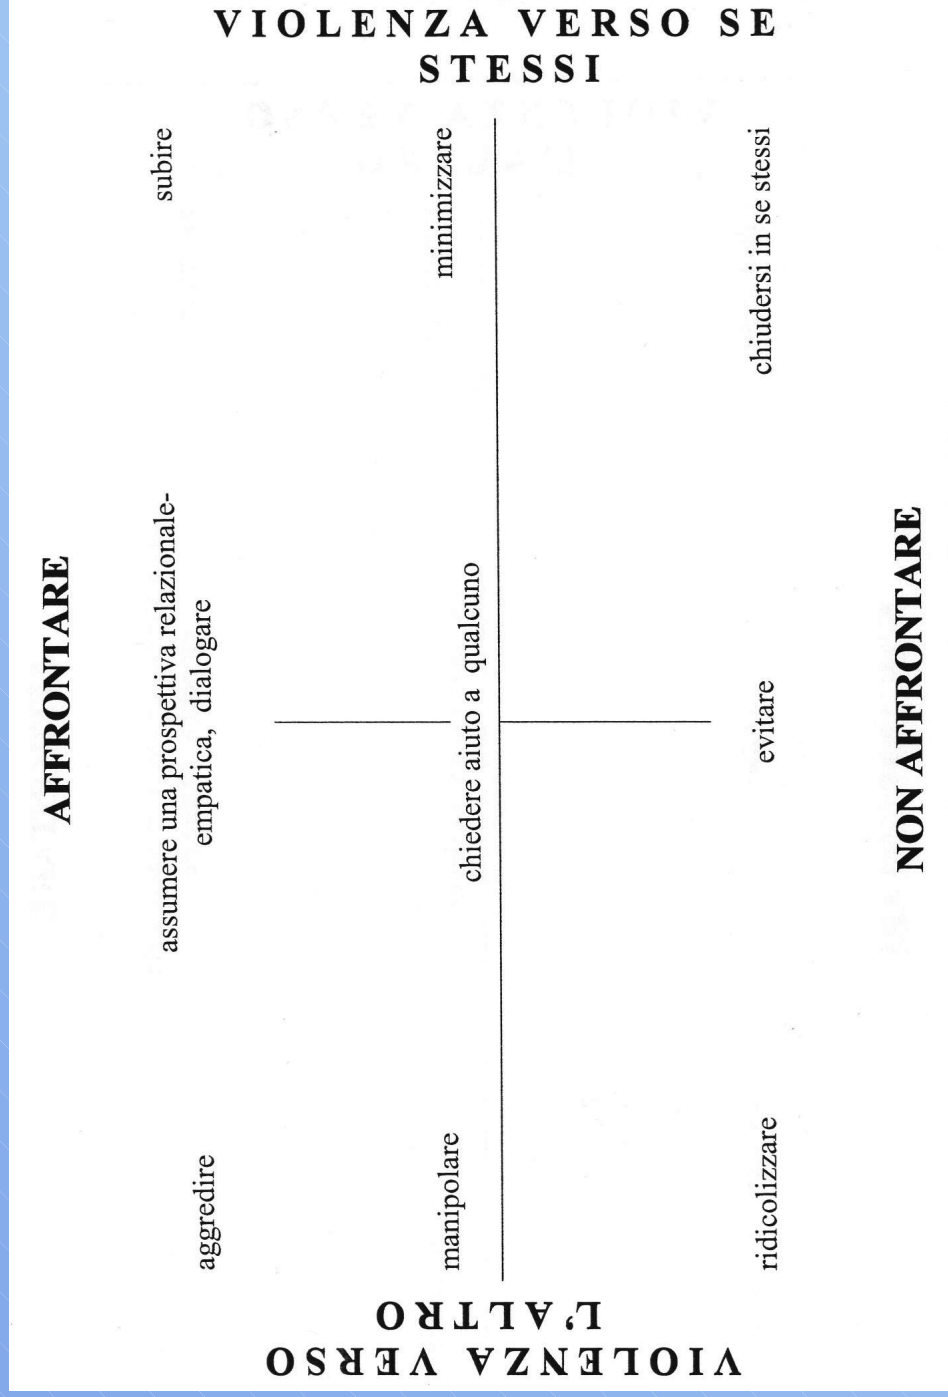 VIOLENZA VERSO SE
STESSI
subire
minimizzare
chiudersi in se stessi
AFFRONTARE
assumere una prospettiva relazionale-
empatica, dialogare
chiedere aiuto a qualcuno
evitare
NON AFFRONTARE
aggredire
manipolare
ridicolizzare
VIOLENZA VERSO
L'ALTRO